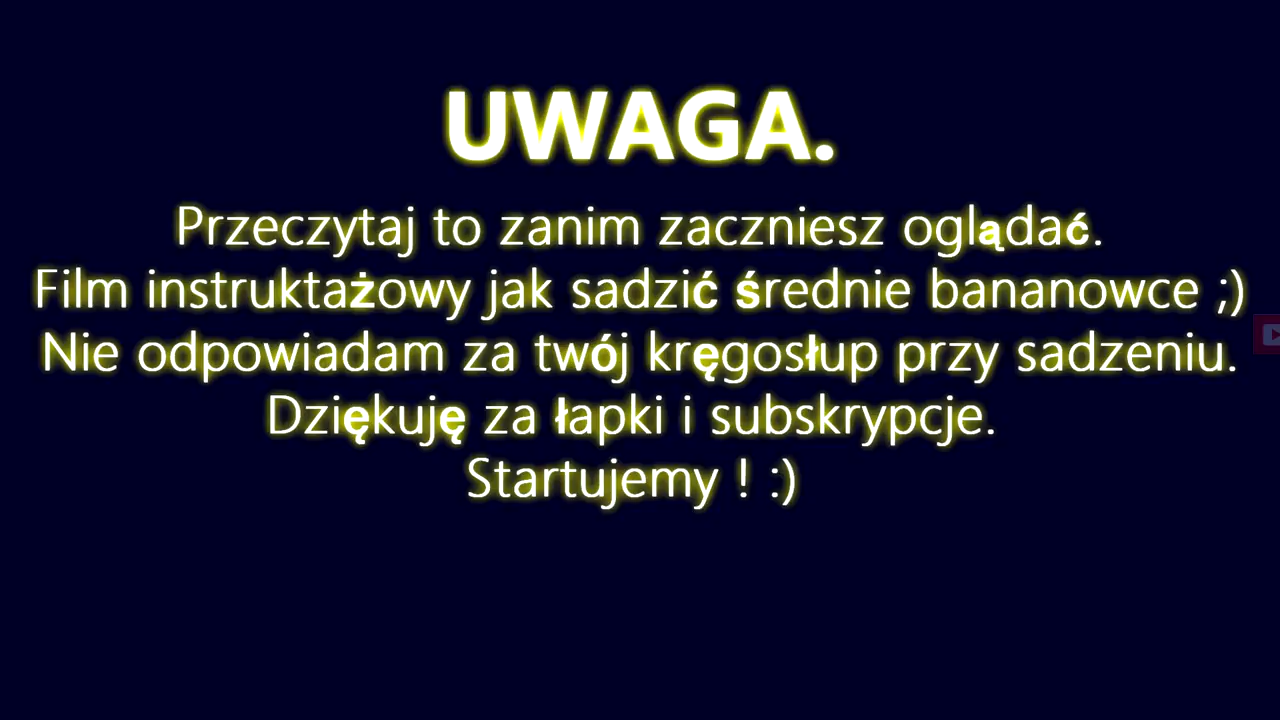 UWAGA.
Przeczytaj to zanim zaczniesz oglądać.
Film instruktażowy jak sadzić średnie bananowce ;)
Nie odpowiadam za twój kręgosłup przy sadzeniu.
Dziękuję za łapki i subskrypcje.
Startujemy ! :)